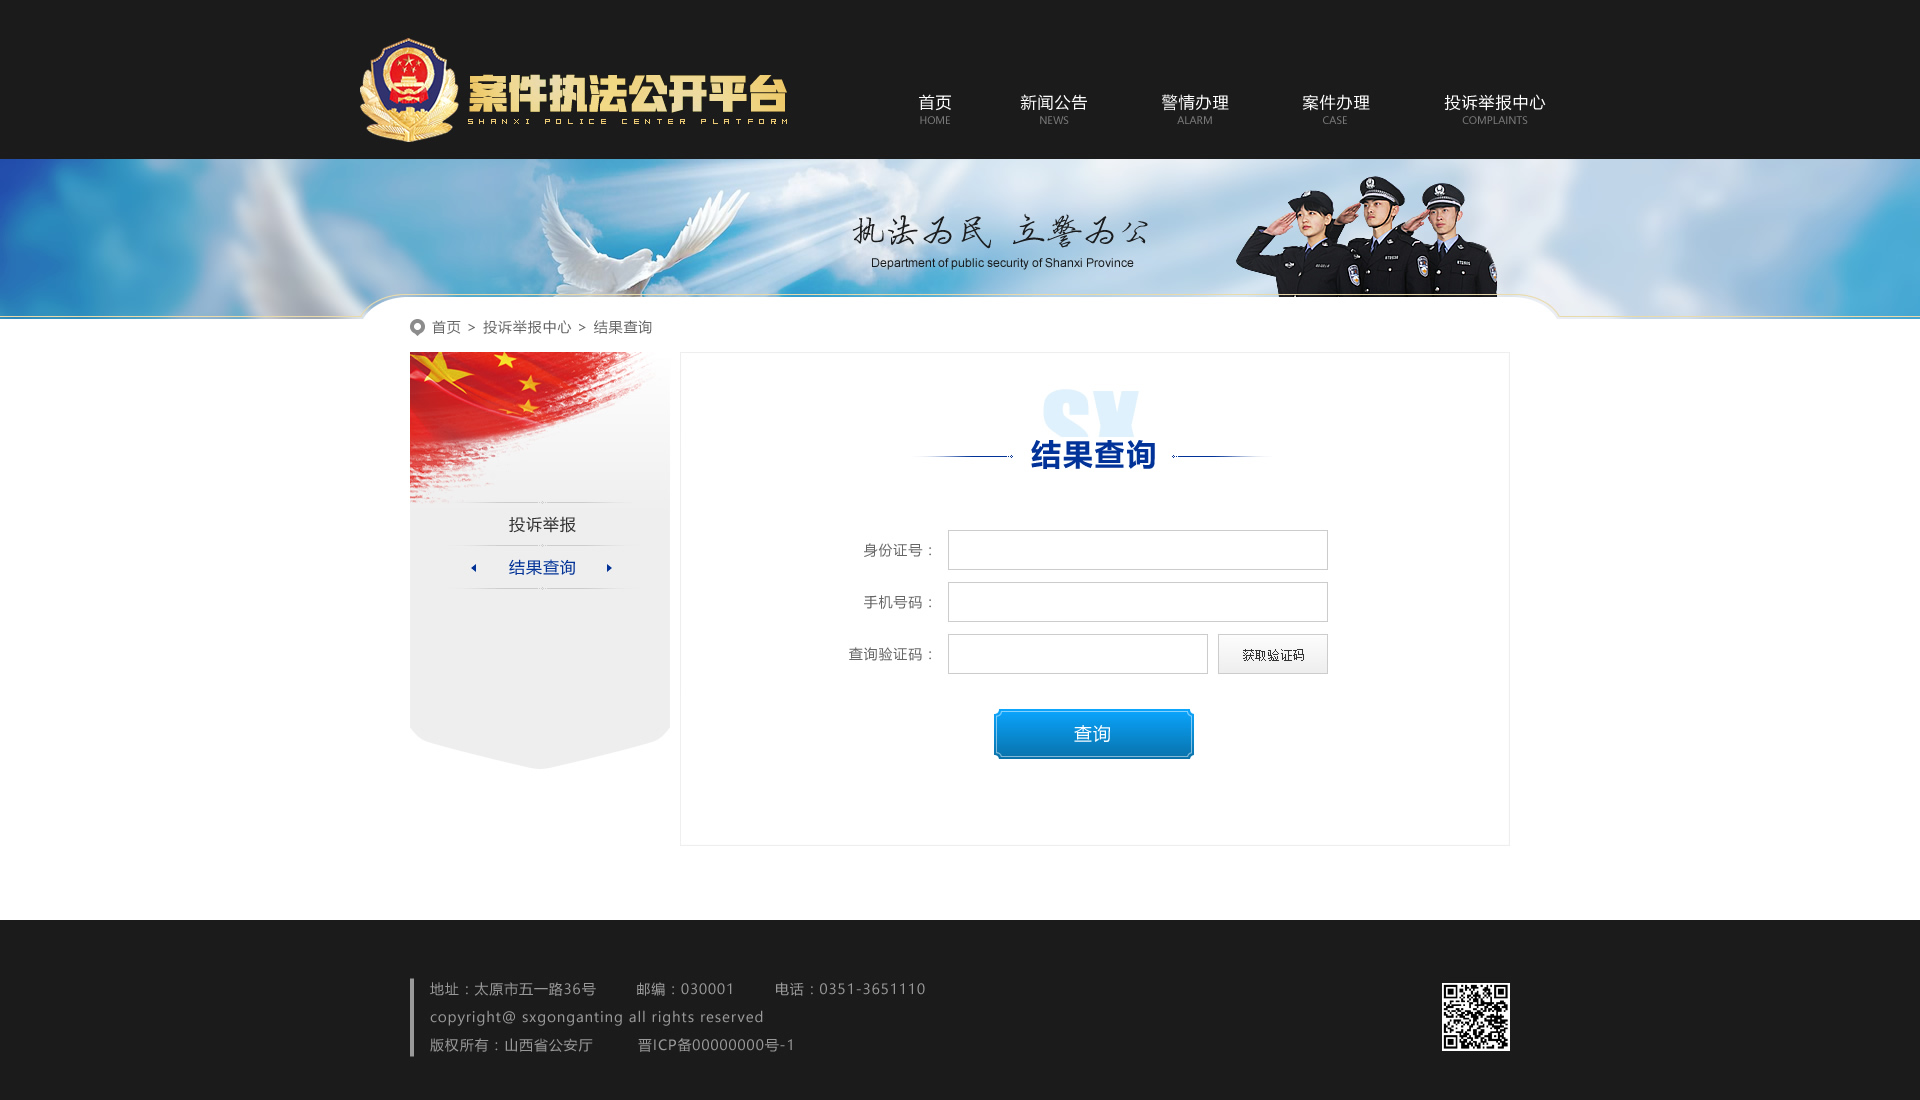 案件执法公开平台
SHANXI POLICE CENTER PLATFORM
首页 新闻公告 警情办理 案件办理 投诉举报中心
HOME NEWS ALARM CASE COMPLAINTS
执法为民 立警为公
Department of public security of Shanxi Province
首页 > 投诉举报中心 > 结果查询
SX
结果查询
投诉举报
结果查询
身份证号：
手机号码：
查询验证码：
获取验证码
查询
地址：太原市五一路36号 邮编：030001 电话：0351-3651110
copyright@ sxgonganting all rights reserved
版权所有：山西省公安厅 晋ICP备00000000号-1